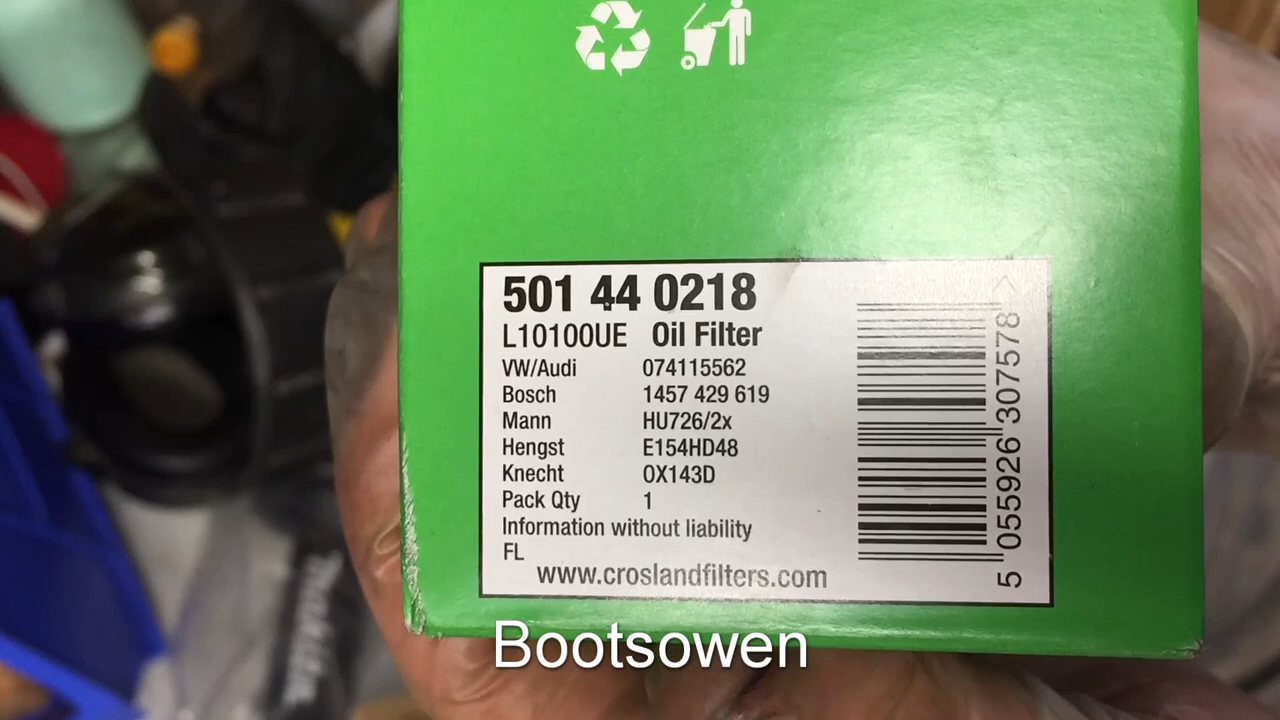 501 44 0218
L10100UE Oil Filter
VW/Audi 074115562
Bosch 1457 429 619
Mann HU726/2x
Hengst E154HD48
Knecht OX143D
Pack Qty 1
Information without liability
FL
www.croslandfilters.com
5 055926 307578 >
Makita
Bootsowen